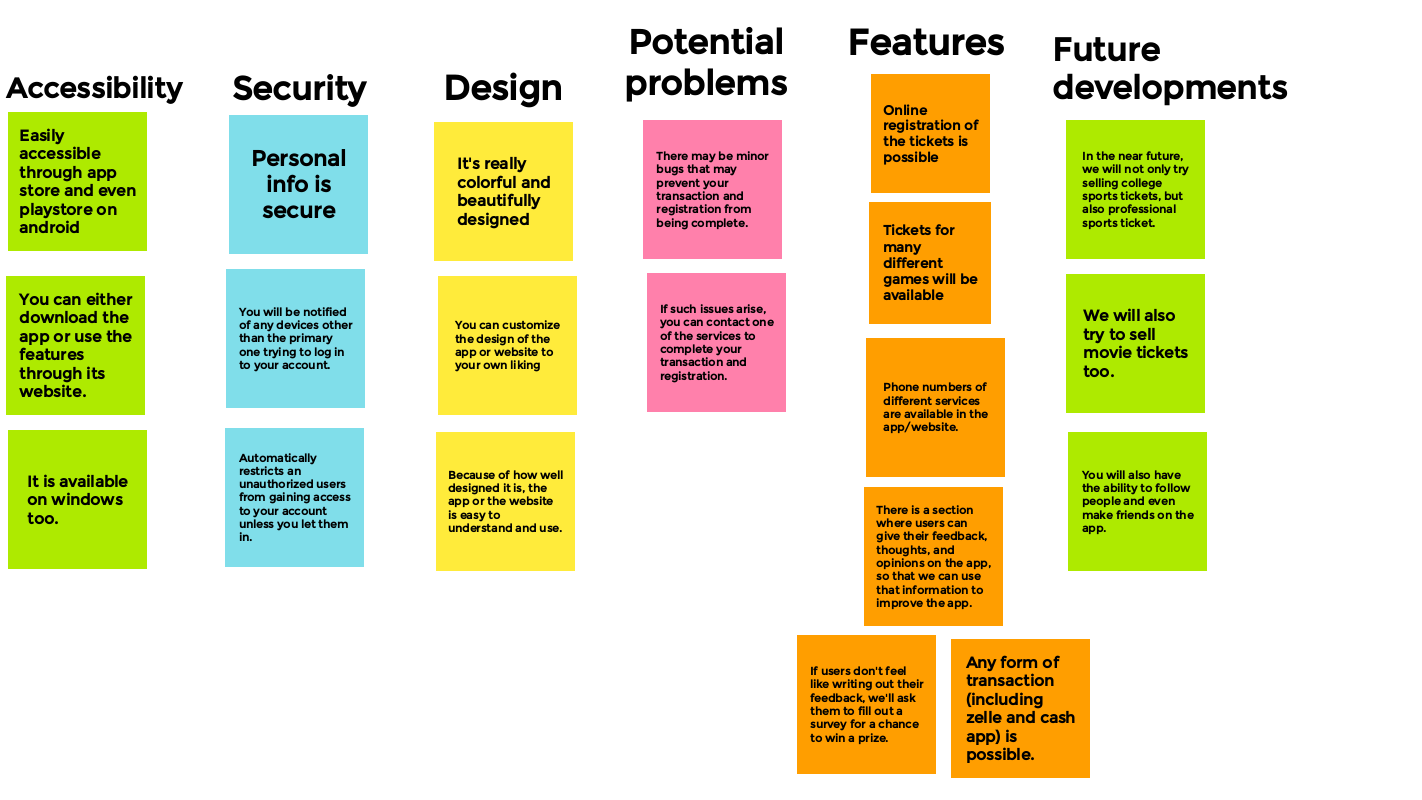 Accessibility
Easily
accessible
through app
store and even
playstore on
android
You can either
download the
app or use the
features
through its
website.
It is available
on windows
too.
Security
Personal
info is
secure
You will be notified
of any devices other
than the primary
one trying to log in
to your account.
Automatically
restricts an
unauthorized users
from gaining access
to your account
unless you let them
in.
Design
It's really
colorful and
beautifully
designed
You can customize
the design of the
app or website to
your own liking
Because of how well
designed it is, the
app or the website
is easy to
understand and use.
Potential
problems
There may be minor
bugs that may
prevent your
transaction and
registration from
being complete.
If such issues arise,
you can contact one
of the services to
complete your
transaction and
registration.
Features
Online
registration of
the tickets is
possible
Tickets for
many
different
games will be
available
Phone numbers of
different services
are available in the
app/website.
There is a section
where users can
give their feedback,
thoughts, and
opinions on the app,
so that we can use
that information to
improve the app.
If users don't feel
like writing out their
feedback, we'll ask
them to fill out a
survey for a chance
to win a prize.
Any form of
transaction
(including
zelle and cash
app) is
possible.
Future
developments
In the near future,
we will not only try
selling college
sports tickets, but
also professional
sports ticket.
We will also
try to sell
movie tickets
too.
You will also have
the ability to follow
people and even
make friends on the
app.